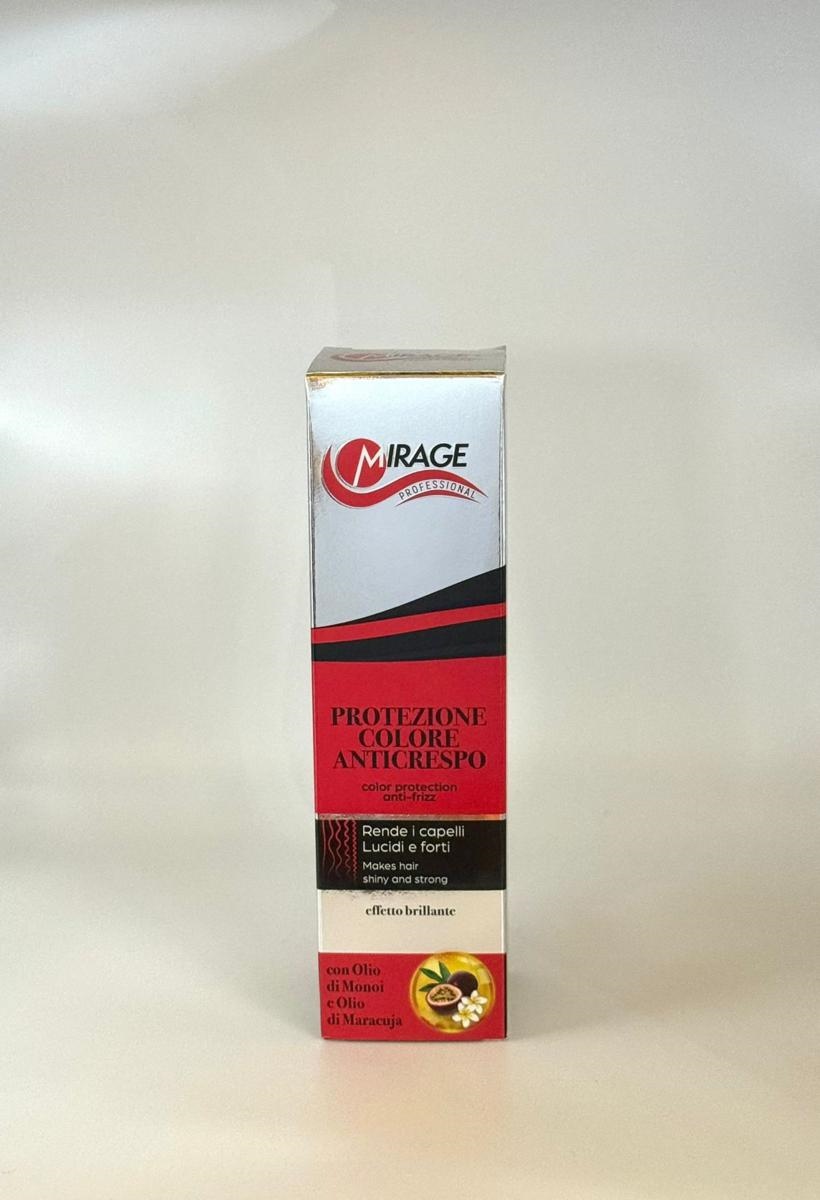 MIRAGE
MIRAGE
PROFESSIONAL
PROTEZIONE
COLORE
ANTICRESPO
color protection
anti-frizz
Rende i capelli
Lucidi e forti
Makes hair
shiny and strong
effetto brillante
con Olio
di Monoi
e Olio
di Maracuja